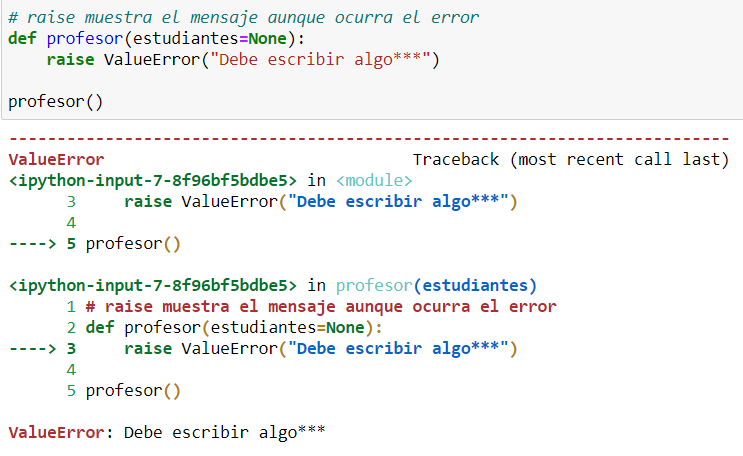 # raise muestra el mensaje aunque ocurra el error
def profesor(estudiantes=None):
    raise ValueError("Debe escribir algo***")

profesor()
---------------------------------------------------------------------------
ValueError                                Traceback (most recent call last)
<ipython-input-7-8f96bf5bdbe5> in <module>
      3     raise ValueError("Debe escribir algo***")
      4
----> 5 profesor()

<ipython-input-7-8f96bf5bdbe5> in profesor(estudiantes)
      1 # raise muestra el mensaje aunque ocurra el error
      2 def profesor(estudiantes=None):
----> 3     raise ValueError("Debe escribir algo***")
      4
      5 profesor()

ValueError: Debe escribir algo***